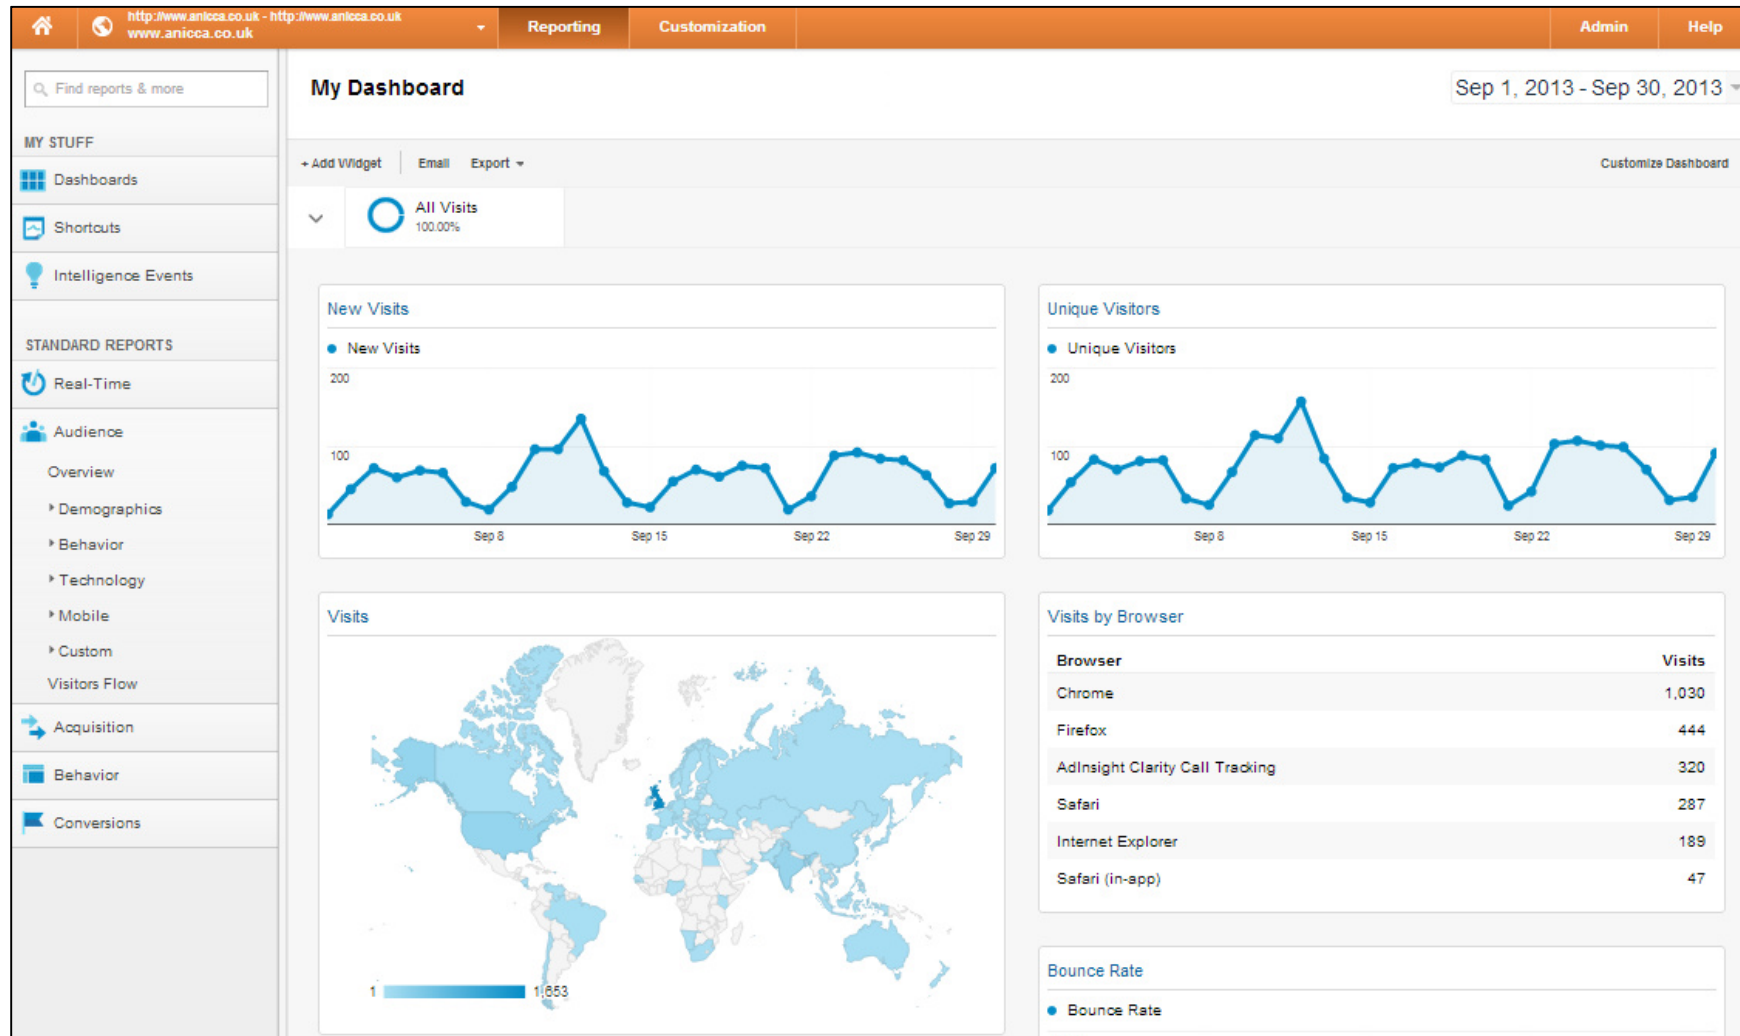 http://www.anicca.co.uk - http://www.anicca.co.uk
www.anicca.co.uk
Reporting
Customization
Admin
Help
Find reports & more
My Dashboard
Sep 1, 2013 - Sep 30, 2013
MY STUFF
Dashboards
Shortcuts
Intelligence Events
STANDARD REPORTS
Real-Time
Audience
Overview
Demographics
Behavior
Technology
Mobile
Custom
Visitors Flow
Acquisition
Behavior
Conversions
+ Add Widget
Email
Export
Customize Dashboard
All Visits
100.00%
New Visits
New Visits
200
100
Sep 8
Sep 15
Sep 22
Sep 29
Unique Visitors
Unique Visitors
200
100
Sep 8
Sep 15
Sep 22
Sep 29
Visits
1
1,653
Visits by Browser
Browser Visits
Chrome 1,030
Firefox 444
AdInsight Clarity Call Tracking 320
Safari 287
Internet Explorer 189
Safari (in-app) 47
Bounce Rate
Bounce Rate